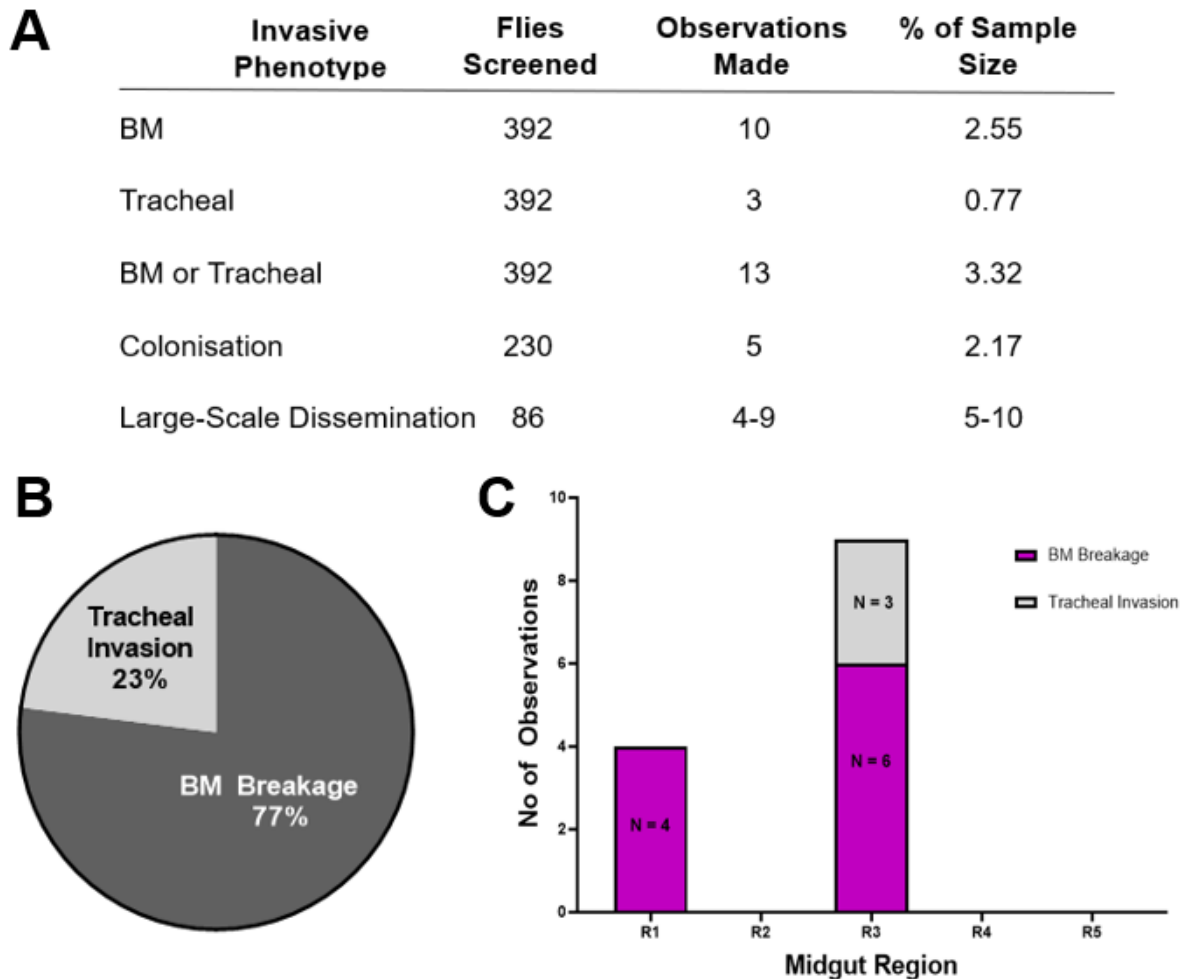 A
Invasive Phenotype Flies Screened Observations Made % of Sample Size
BM 392 10 2.55
Tracheal 392 3 0.77
BM or Tracheal 392 13 3.32
Colonisation 230 5 2.17
Large-Scale Dissemination 86 4-9 5-10
B
Tracheal
Invasion
23%
BM Breakage
77%
C
No of Observations
10
8
6
4
2
0
N = 4
N = 3
N = 6
R1 R2 R3 R4 R5
Midgut Region
BM Breakage
Tracheal Invasion